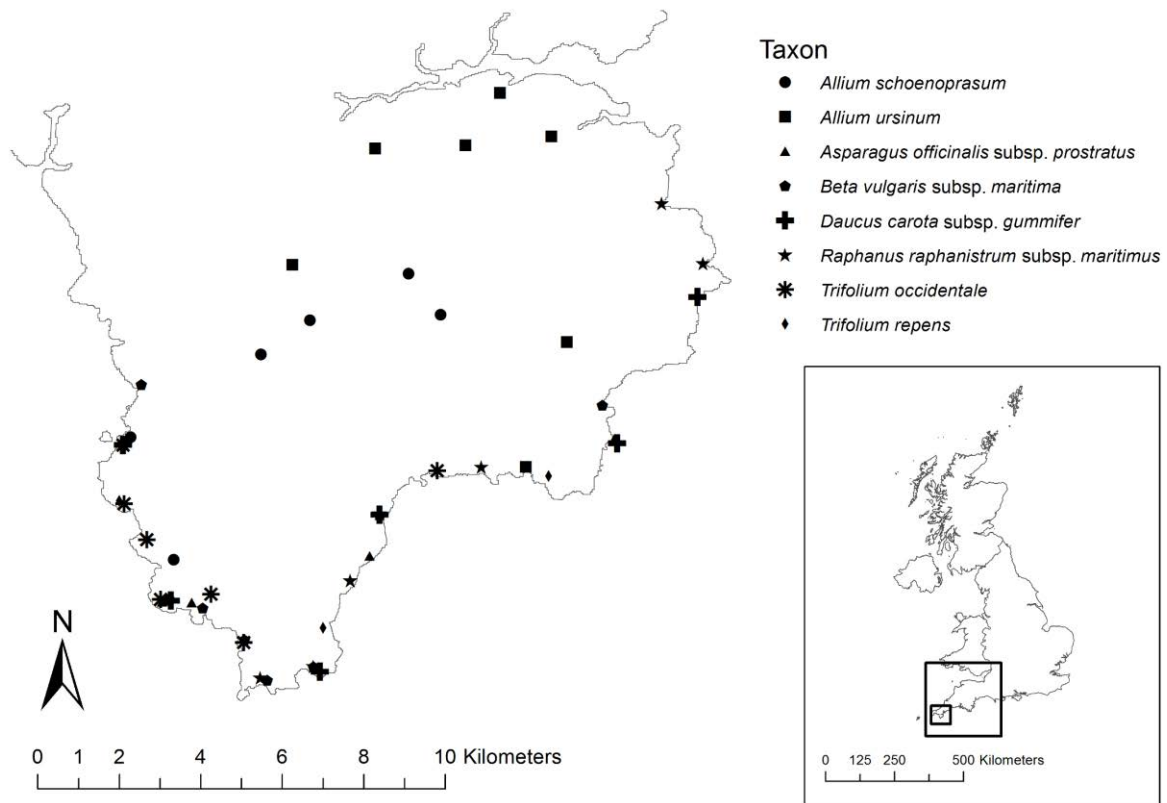 Taxon
Allium schoenoprasum
Allium ursinum
Asparagus officinalis subsp. prostratus
Beta vulgaris subsp. maritima
Daucus carota subsp. gummifer
Raphanus raphanistrum subsp. maritimus
Trifolium occidentale
Trifolium repens
N
0 2 4 6 8 10 Kilometers
0 125 250 500 Kilometers